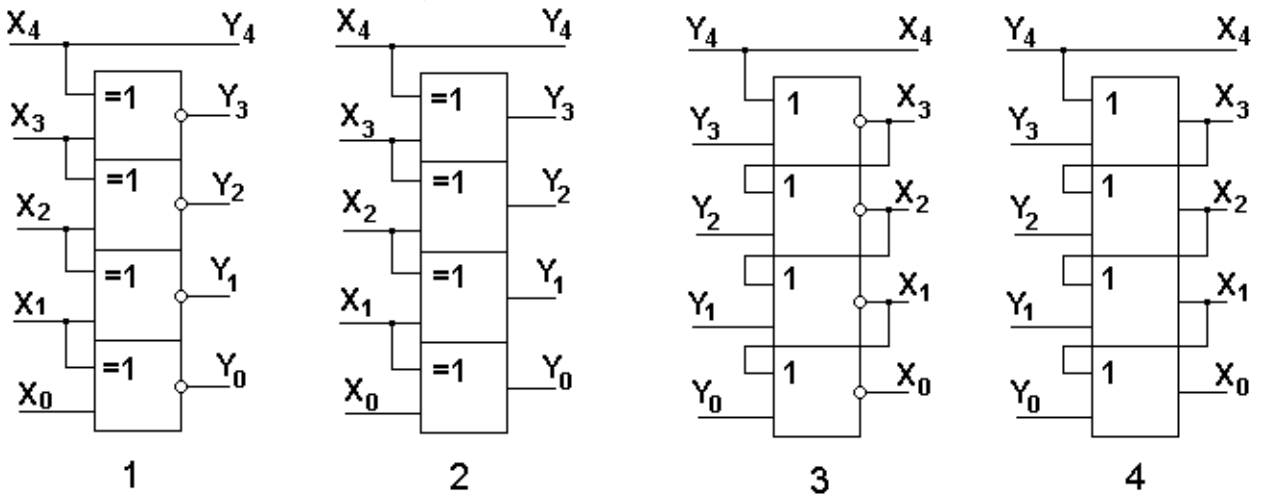 X4 Y4 X4 Y4 Y4 X4 Y4 X4
=1 =1 1 1
X3 Y3 X3 Y3 Y3 X3 Y3 X3
=1 =1 1 1
X2 Y2 X2 Y2 Y2 X2 Y2 X2
=1 =1 1 1
X1 Y1 X1 Y1 Y1 X1 Y1 X1
=1 =1 1 1
X0 Y0 X0 Y0 Y0 X0 Y0 X0
1 2 3 4